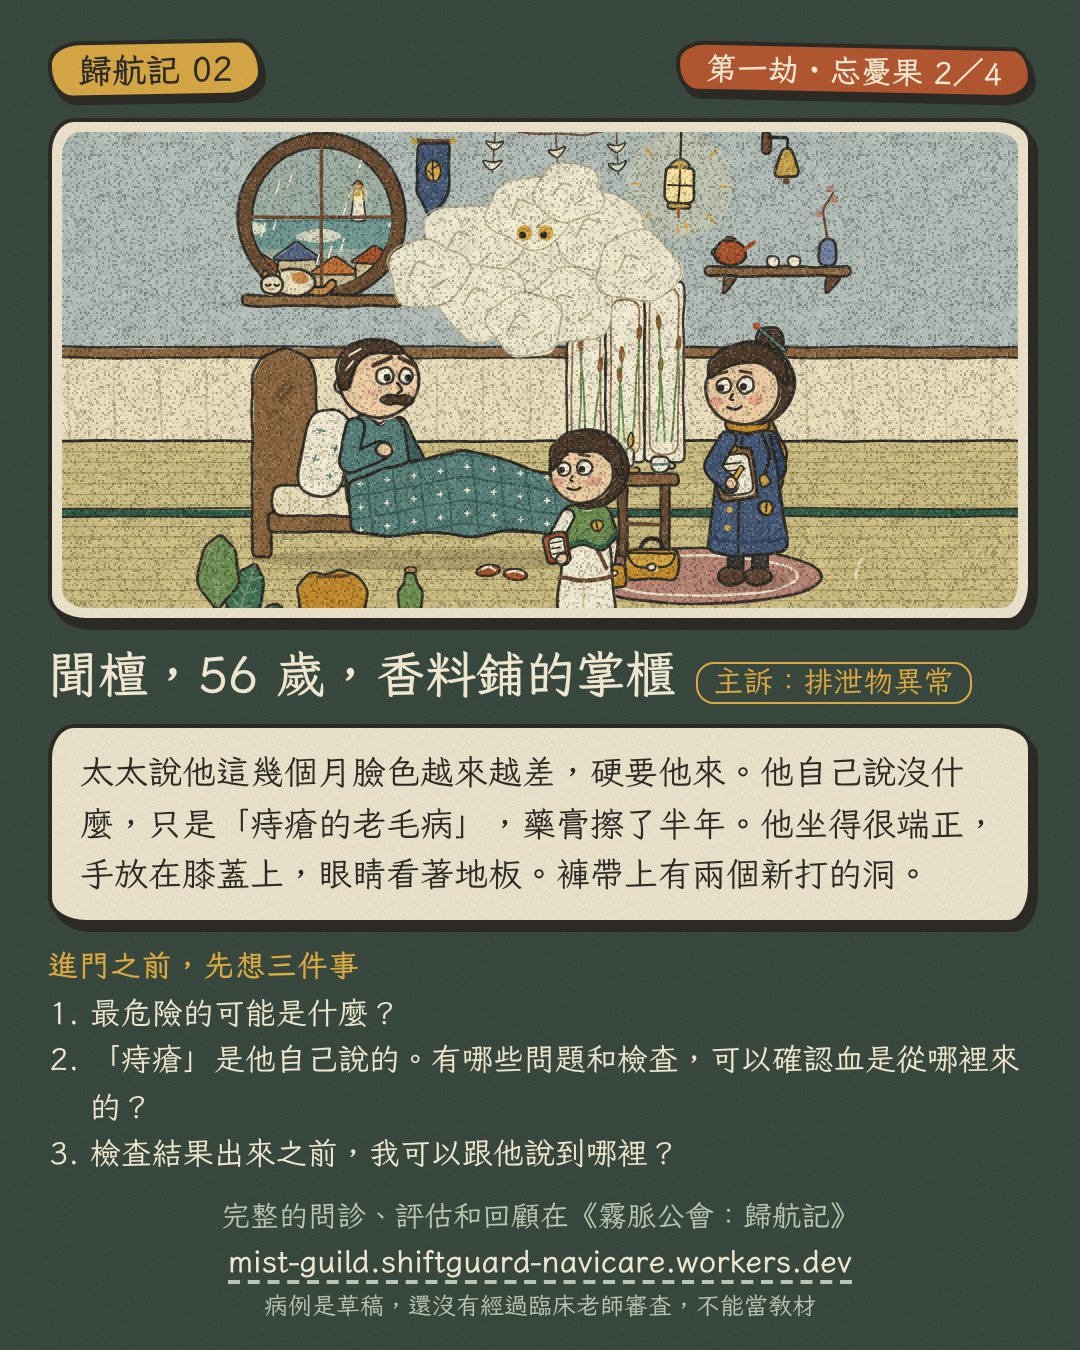 歸航記 02
第一劫・忘憂果 2／4
聞檀，56 歲，香料鋪的掌櫃
主訴：排泄物異常
太太說他這幾個月臉色越來越差，硬要他來。他自己說沒什
麼，只是「痔瘡的老毛病」，藥膏擦了半年。他坐得很端正，
手放在膝蓋上，眼睛看著地板。褲帶上有兩個新打的洞。
進門之前，先想三件事
1. 最危險的可能是什麼？
2. 「痔瘡」是他自己說的。有哪些問題和檢查，可以確認血是從哪裡來
的？
3. 檢查結果出來之前，我可以跟他說到哪裡？
完整的問診、評估和回顧在《霧脈公會：歸航記》
mist-guild.shiftguard-navicare.workers.dev
病例是草稿，還沒有經過臨床老師審查，不能當教材